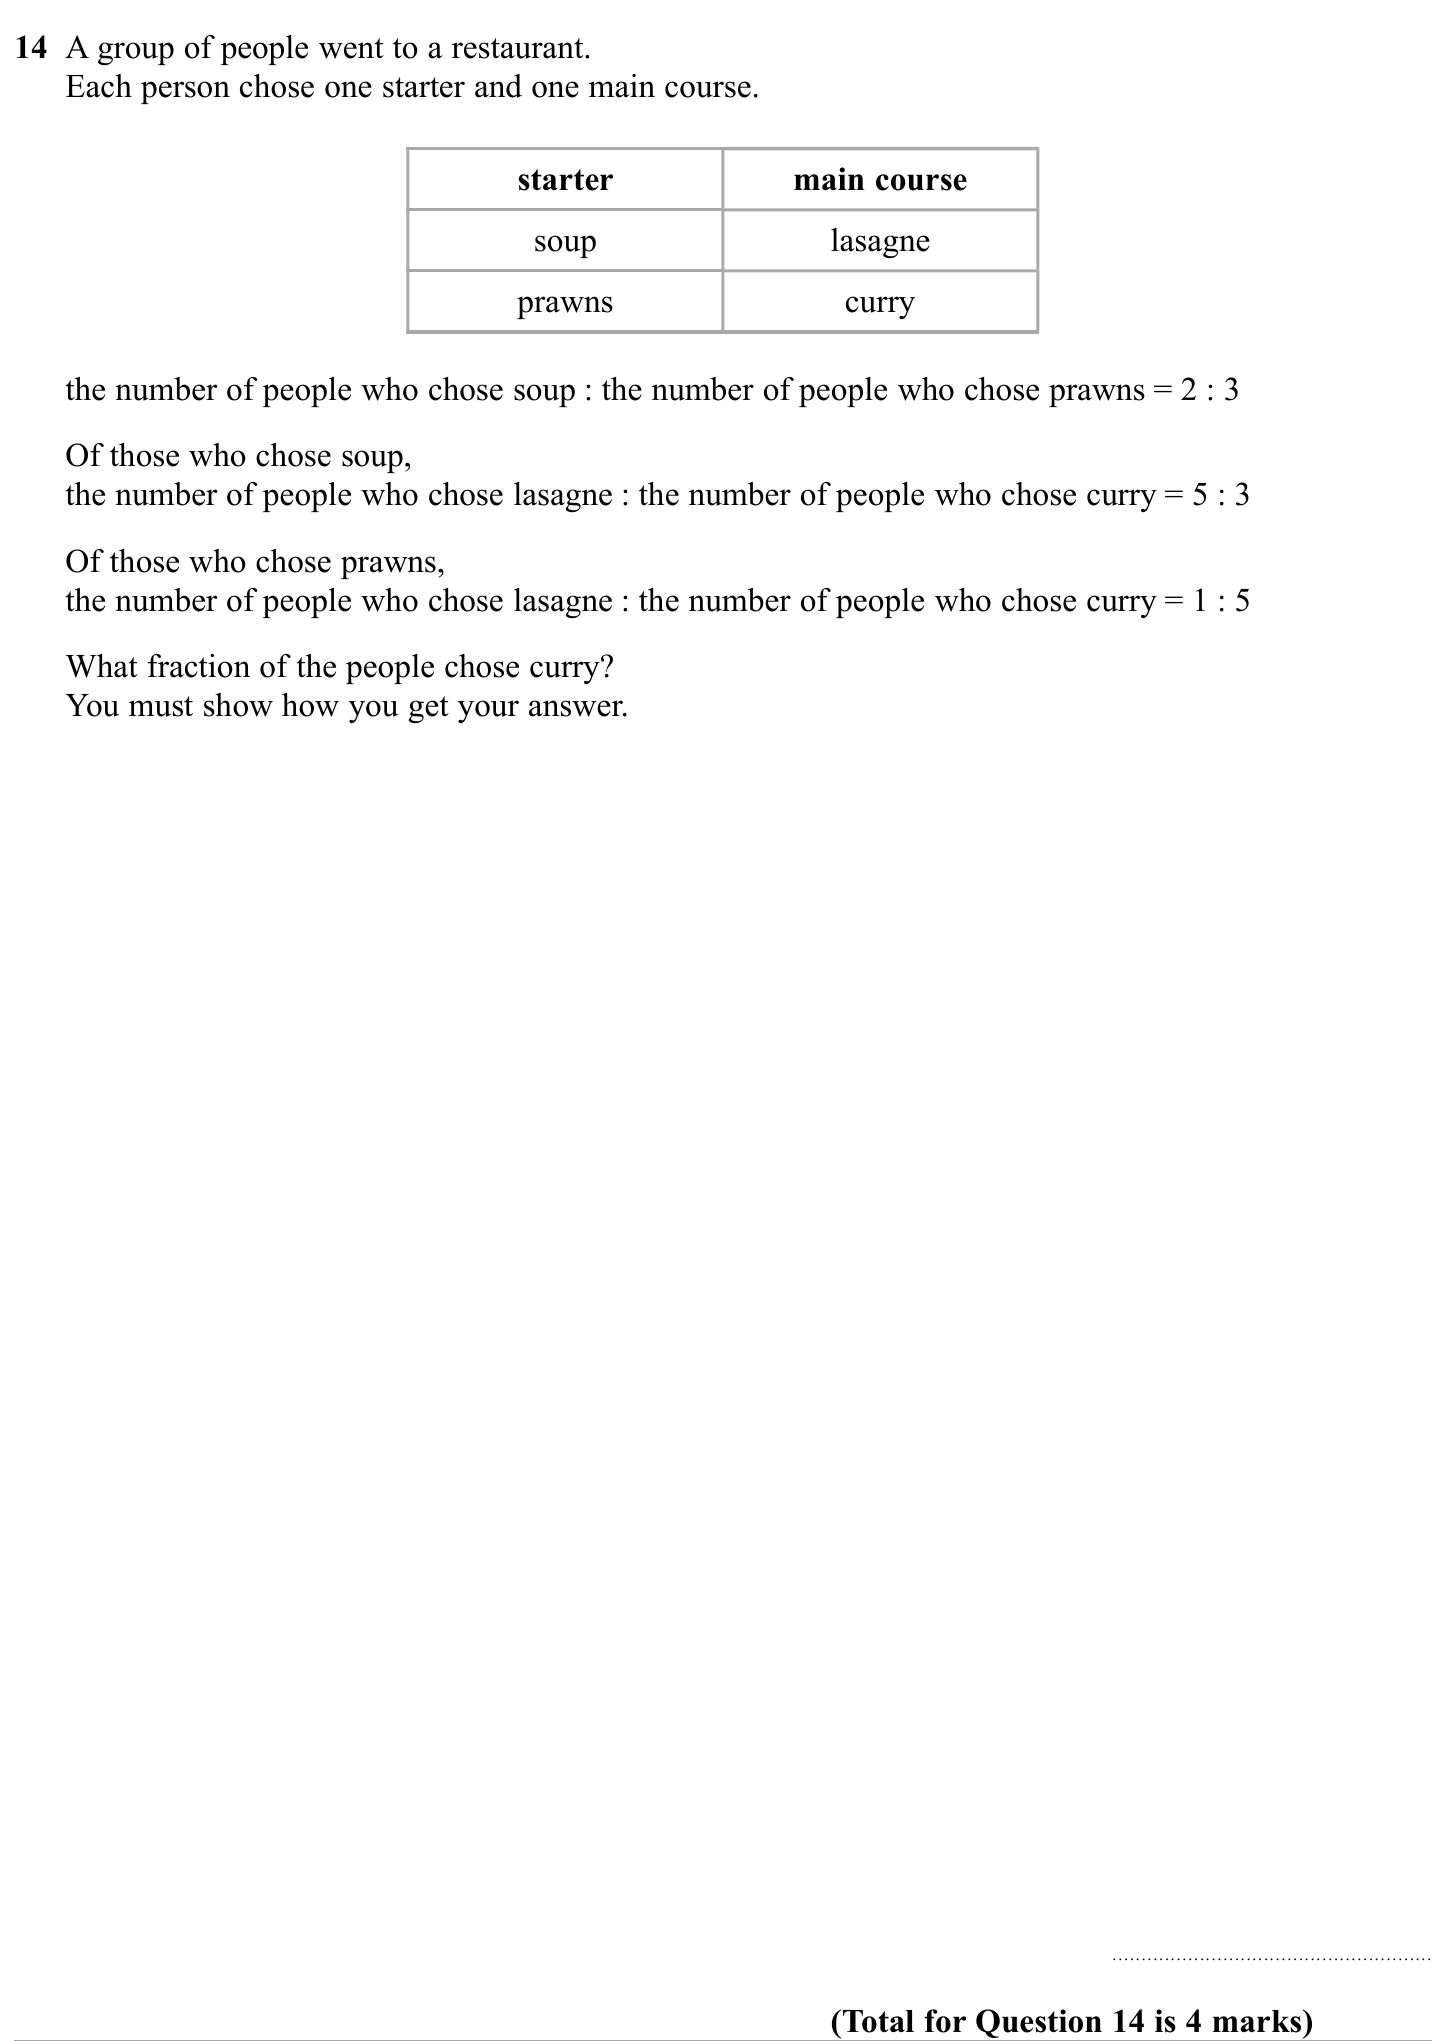 14 A group of people went to a restaurant.
Each person chose one starter and one main course.
starter main course
soup lasagne
prawns curry
the number of people who chose soup : the number of people who chose prawns = 2 : 3
Of those who chose soup,
the number of people who chose lasagne : the number of people who chose curry = 5 : 3
Of those who chose prawns,
the number of people who chose lasagne : the number of people who chose curry = 1 : 5
What fraction of the people chose curry?
You must show how you get your answer.
(Total for Question 14 is 4 marks)